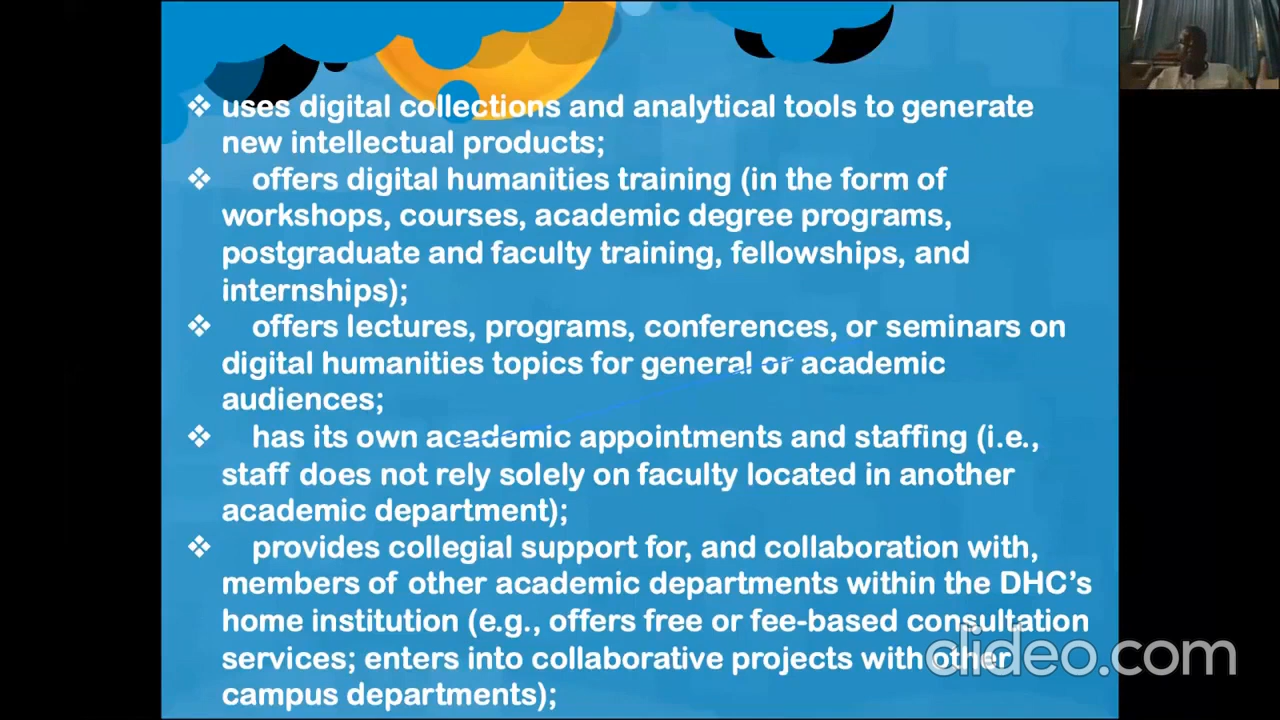 ❖ uses digital collections and analytical tools to generate
new intellectual products;
❖ offers digital humanities training (in the form of
workshops, courses, academic degree programs,
postgraduate and faculty training, fellowships, and
internships);
❖ offers lectures, programs, conferences, or seminars on
digital humanities topics for general or academic
audiences;
❖ has its own academic appointments and staffing (i.e.,
staff does not rely solely on faculty located in another
academic department);
❖ provides collegial support for, and collaboration with,
members of other academic departments within the DHC’s
home institution (e.g., offers free or fee-based consultation
services; enters into collaborative projects with other
campus departments);
clideo.com